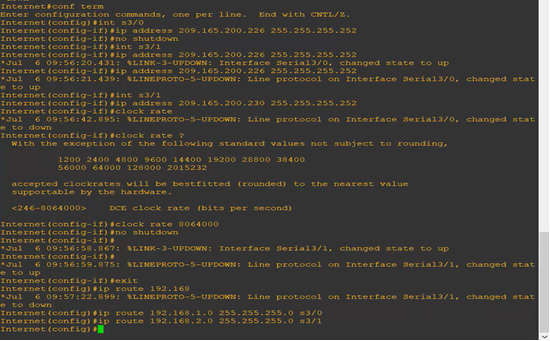 Internet#conf term
Enter configuration commands, one per line.  End with CNTL/Z.
Internet(config)#int s3/0
Internet(config-if)#ip address 209.165.200.226 255.255.255.252
Internet(config-if)#no shutdown
Internet(config-if)#int s3/1
Internet(config-if)#ip address 209.165.200.226 255.255.255.252
*Jul  6 09:56:20.431: %LINK-3-UPDOWN: Interface Serial3/0, changed state to up
Internet(config-if)#ip address 209.165.200.226 255.255.255.252
*Jul  6 09:56:21.439: %LINEPROTO-5-UPDOWN: Line protocol on Interface Serial3/0, changed stat
e to up
Internet(config-if)#int s3/1
Internet(config-if)#ip address 209.165.200.230 255.255.255.252
Internet(config-if)#clock rate
*Jul  6 09:56:42.895: %LINEPROTO-5-UPDOWN: Line protocol on Interface Serial3/0, changed stat
e to down
Internet(config-if)#clock rate ?
With the exception of the following standard values not subject to rounding,
1200 2400 4800 9600 14400 19200 28800 38400
56000 64000 128000 2015232
accepted clockrates will be bestfitted (rounded) to the nearest value
supportable by the hardware.
<246-8064000>  DCE clock rate (bits per second)
Internet(config-if)#clock rate 8064000
Internet(config-if)#no shutdown
Internet(config-if)#
*Jul  6 09:56:58.867: %LINK-3-UPDOWN: Interface Serial3/1, changed state to up
Internet(config-if)#
*Jul  6 09:56:59.875: %LINEPROTO-5-UPDOWN: Line protocol on Interface Serial3/1, changed stat
e to up
Internet(config-if)#exit
Internet(config)#ip route 192.168
*Jul  6 09:57:22.899: %LINEPROTO-5-UPDOWN: Line protocol on Interface Serial3/1, changed stat
e to down
Internet(config)#ip route 192.168.1.0 255.255.255.0 s3/0
Internet(config)#ip route 192.168.2.0 255.255.255.0 s3/1
Internet(config)#